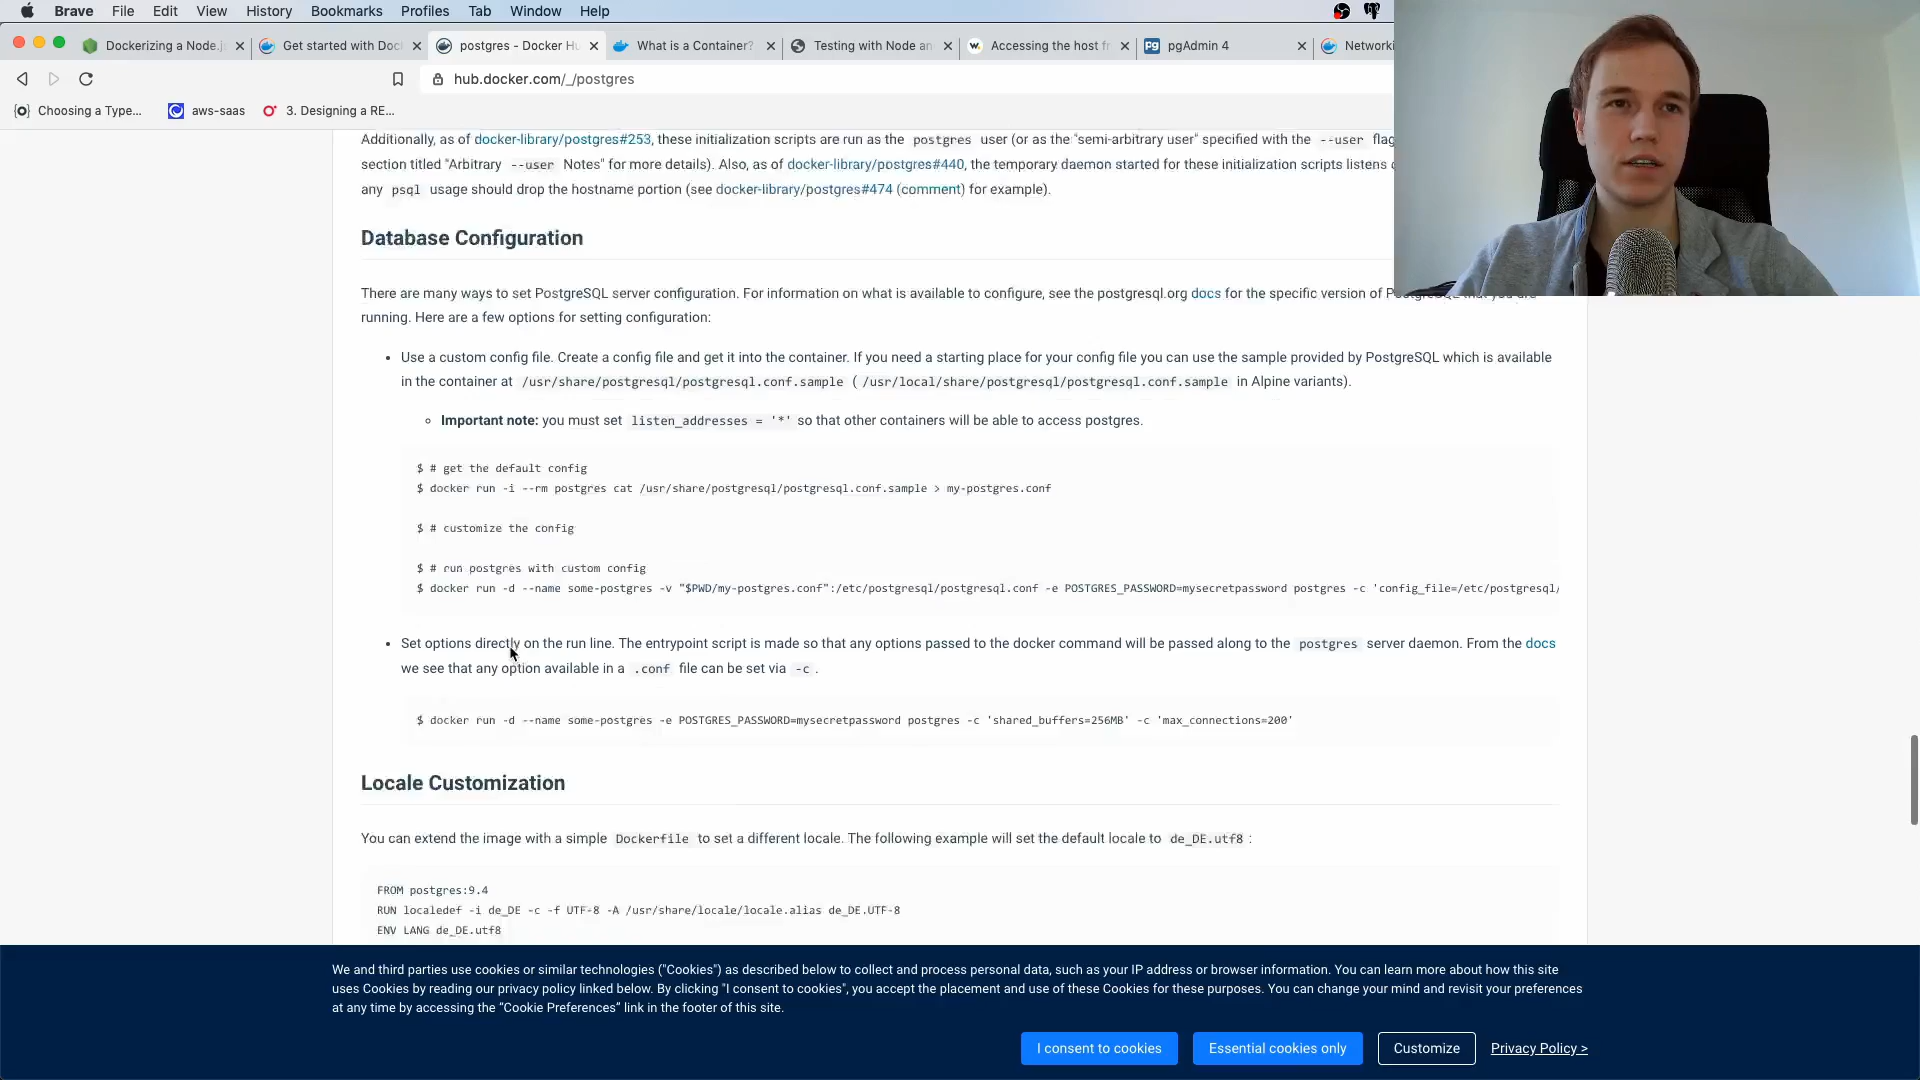 Brave File Edit View History Bookmarks Profiles Tab Window Help
Dockerizing a Node.j
Get started with Doc
postgres - Docker Hu
What is a Container?
Testing with Node an
Accessing the host f
pgAdmin 4
Networki
hub.docker.com/_/postgres
Choosing a Type... aws-saas 3. Designing a RE...
Additionally, as of docker-library/postgres#253, these initialization scripts are run as the postgres user (or as the "semi-arbitrary user" specified with the --user flag
section titled "Arbitrary --user Notes" for more details). Also, as of docker-library/postgres#440, the temporary daemon started for these initialization scripts listens
any psql usage should drop the hostname portion (see docker-library/postgres#474 (comment) for example).
Database Configuration
There are many ways to set PostgreSQL server configuration. For information on what is available to configure, see the postgresql.org docs for the specific version of PostgreSQL that you are
running. Here are a few options for setting configuration:
• Use a custom config file. Create a config file and get it into the container. If you need a starting place for your config file you can use the sample provided by PostgreSQL which is available
in the container at /usr/share/postgresql/postgresql.conf.sample ( /usr/local/share/postgresql/postgresql.conf.sample in Alpine variants).
◦ Important note: you must set listen_addresses = '*' so that other containers will be able to access postgres.
$ # get the default config
$ docker run -i --rm postgres cat /usr/share/postgresql/postgresql.conf.sample > my-postgres.conf
$ # customize the config
$ # run postgres with custom config
$ docker run -d --name some-postgres -v "$PWD/my-postgres.conf":/etc/postgresql/postgresql.conf -e POSTGRES_PASSWORD=mysecretpassword postgres -c 'config_file=/etc/postgresql/
• Set options directly on the run line. The entrypoint script is made so that any options passed to the docker command will be passed along to the postgres server daemon. From the docs
we see that any option available in a .conf file can be set via -c .
$ docker run -d --name some-postgres -e POSTGRES_PASSWORD=mysecretpassword postgres -c 'shared_buffers=256MB' -c 'max_connections=200'
Locale Customization
You can extend the image with a simple Dockerfile to set a different locale. The following example will set the default locale to de_DE.utf8 :
FROM postgres:9.4
RUN localedef -i de_DE -c -f UTF-8 -A /usr/share/locale/locale.alias de_DE.UTF-8
ENV LANG de_DE.utf8
We and third parties use cookies or similar technologies ("Cookies") as described below to collect and process personal data, such as your IP address or browser information. You can learn more about how this site
uses Cookies by reading our privacy policy linked below. By clicking "I consent to cookies", you accept the placement and use of these Cookies for these purposes. You can change your mind and revisit your preferences
at any time by accessing the “Cookie Preferences” link in the footer of this site.
I consent to cookies Essential cookies only Customize Privacy Policy >